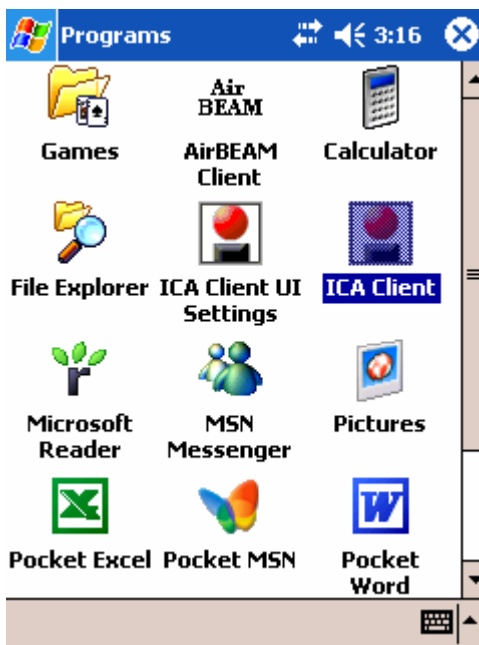 Programs 3:16
Air
BEAM
Games AirBEAM Calculator
Client
File Explorer ICA Client UI ICA Client
Settings
Microsoft MSN Pictures
Reader Messenger
Pocket Excel Pocket MSN Pocket
Word